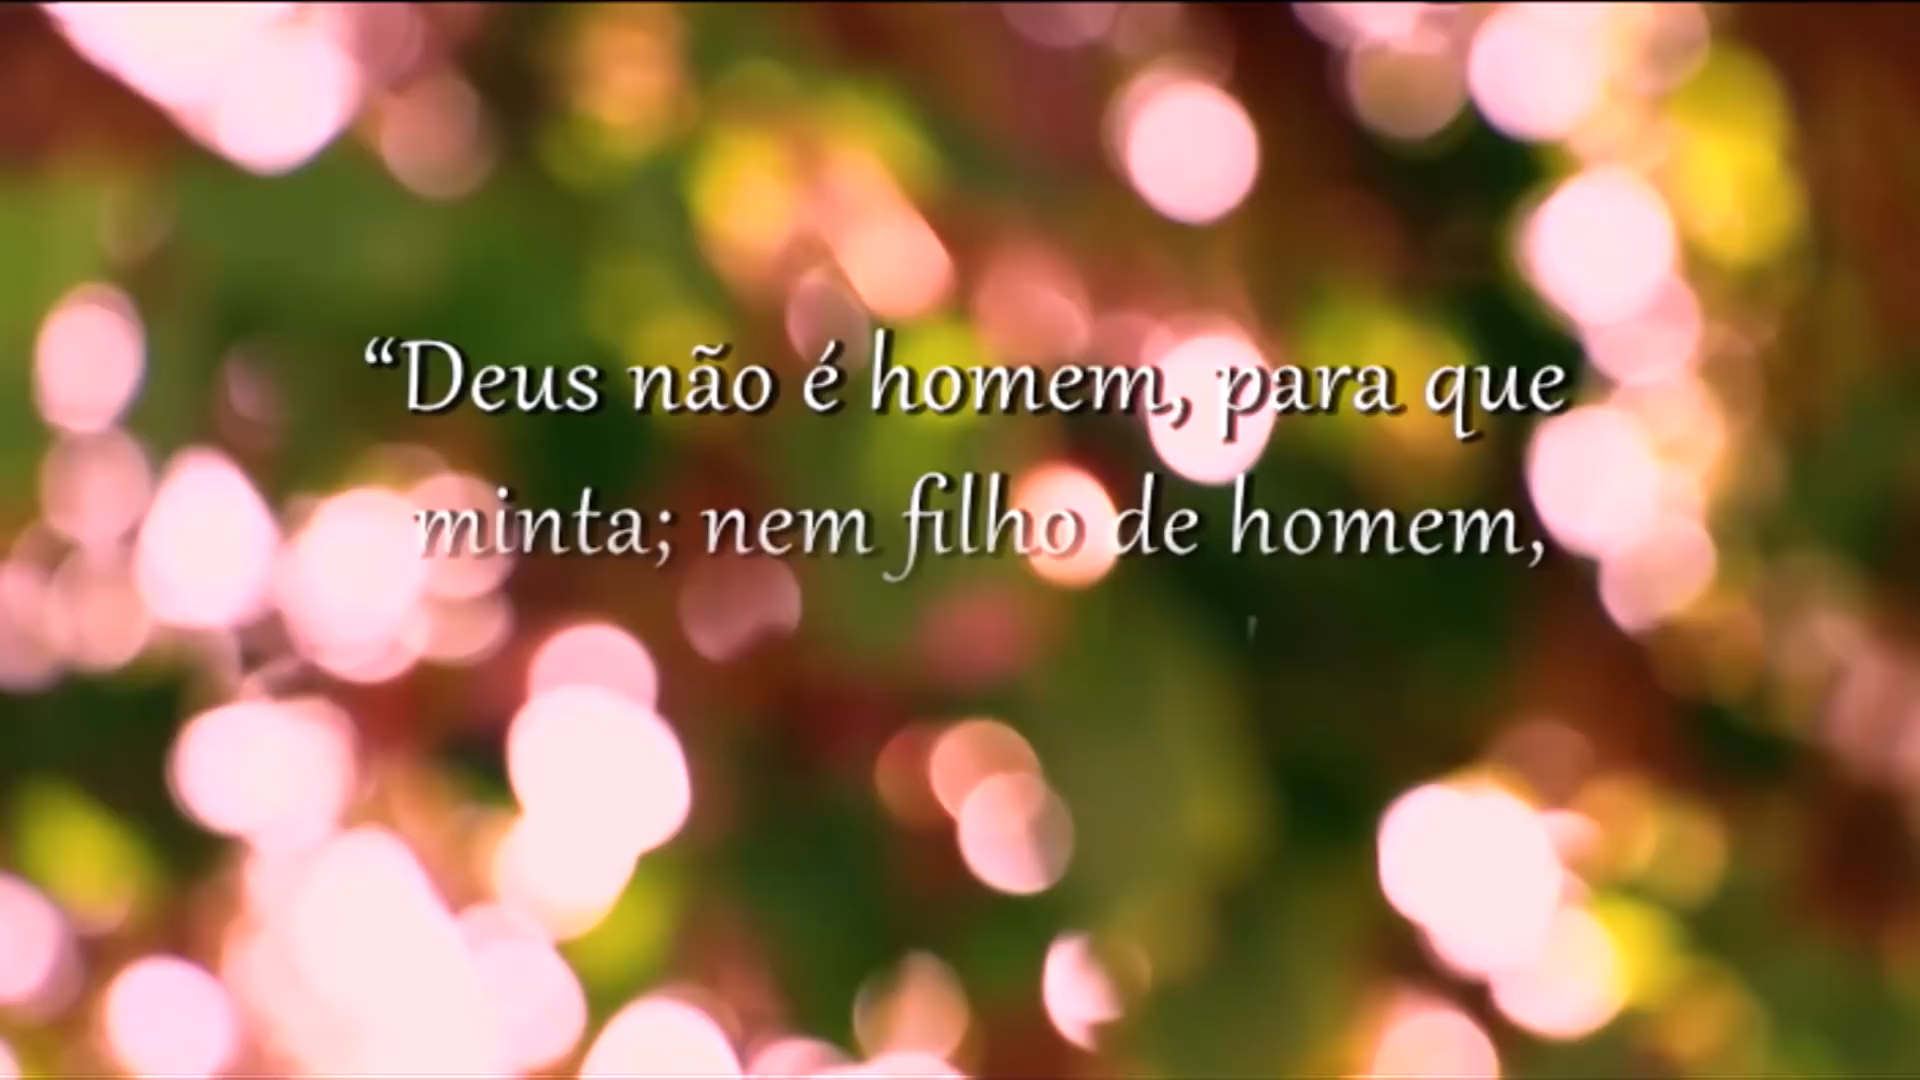 “Deus não é homem, para que
minta; nem filho de homem,